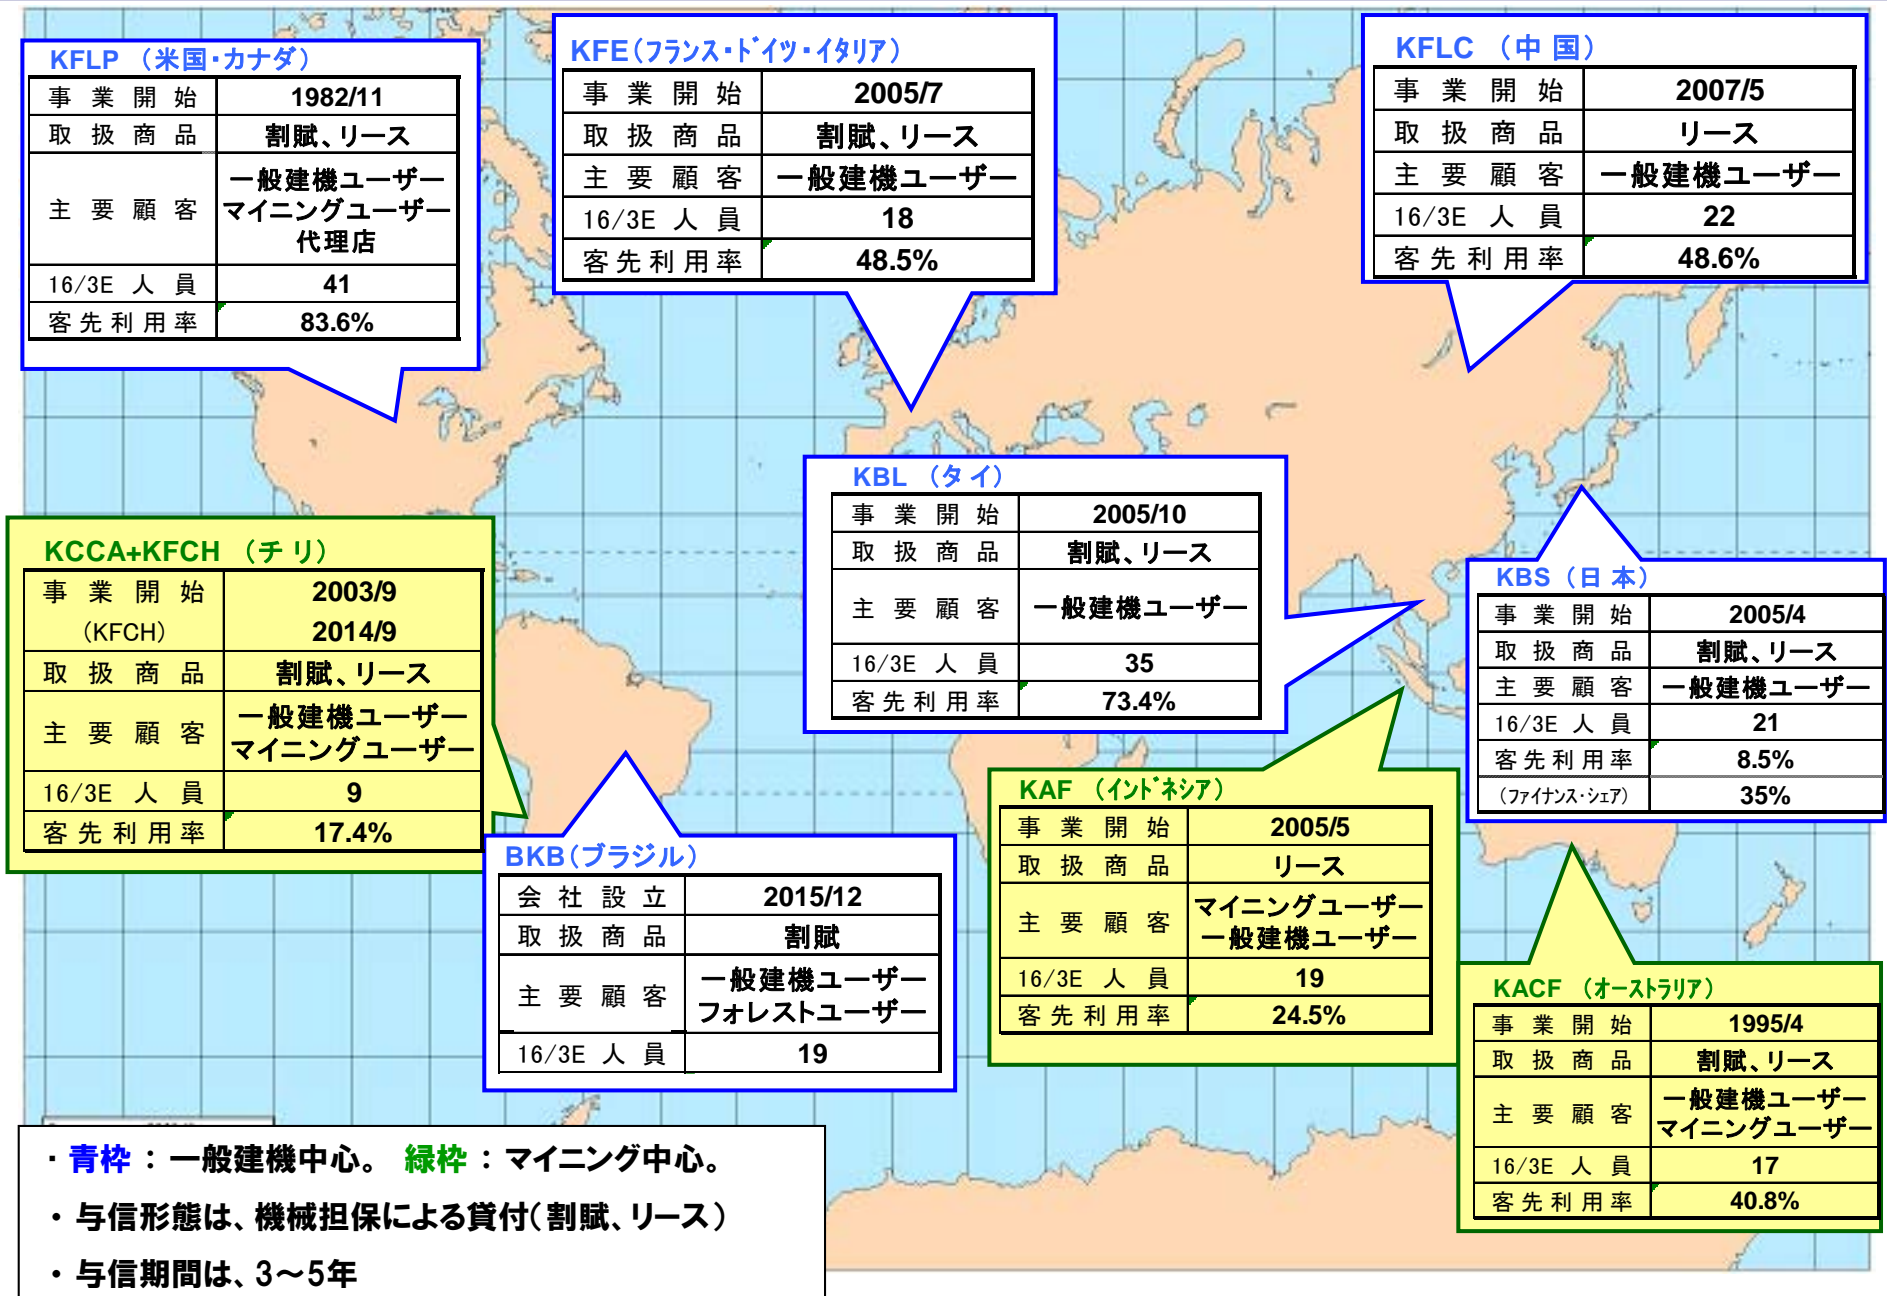 KFLP （米国・カナダ）
事業開始 1982/11
取扱商品 割賦、リース
主要顧客 一般建機ユーザー
マイニングユーザー
代理店
16/3E 人員 41
客先利用率 83.6%
KFE（フランス・ドイツ・イタリア）
事業開始 2005/7
取扱商品 割賦、リース
主要顧客 一般建機ユーザー
16/3E 人員 18
客先利用率 48.5%
KFLC （中国）
事業開始 2007/5
取扱商品 リース
主要顧客 一般建機ユーザー
16/3E 人員 22
客先利用率 48.6%
KBL （タイ）
事業開始 2005/10
取扱商品 割賦、リース
主要顧客 一般建機ユーザー
16/3E 人員 35
客先利用率 73.4%
KCCA+KFCH （チリ）
事業開始 2003/9
（KFCH） 2014/9
取扱商品 割賦、リース
主要顧客 一般建機ユーザー
マイニングユーザー
16/3E 人員 9
客先利用率 17.4%
KBS（日本）
事業開始 2005/4
取扱商品 割賦、リース
主要顧客 一般建機ユーザー
16/3E 人員 21
客先利用率 8.5%
（ファイナンス・シェア） 35%
BKB（ブラジル）
会社設立 2015/12
取扱商品 割賦
主要顧客 一般建機ユーザー
フォレストユーザー
16/3E 人員 19
KAF （インドネシア）
事業開始 2005/5
取扱商品 リース
主要顧客 マイニングユーザー
一般建機ユーザー
16/3E 人員 19
客先利用率 24.5%
KACF （オーストラリア）
事業開始 1995/4
取扱商品 割賦、リース
主要顧客 一般建機ユーザー
マイニングユーザー
16/3E 人員 17
客先利用率 40.8%
・青枠：一般建機中心。 緑枠：マイニング中心。
・与信形態は、機械担保による貸付（割賦、リース）
・与信期間は、3～5年